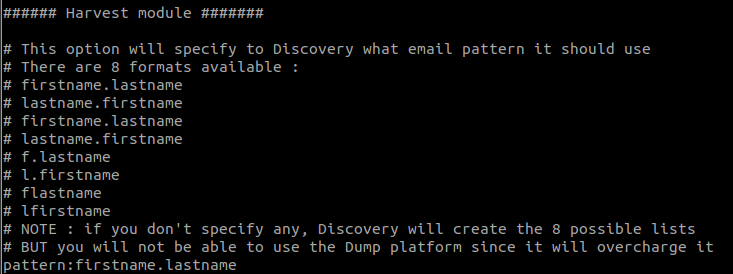 ###### Harvest module #######
# This option will specify to Discovery what email pattern it should use
# There are 8 formats available :
# firstname.lastname
# lastname.firstname
# firstname.lastname
# lastname.firstname
# f.lastname
# l.firstname
# flastname
# lfirstname
# NOTE : if you don't specify any, Discovery will create the 8 possible lists
# BUT you will not be able to use the Dump platform since it will overcharge it
pattern:firstname.lastname